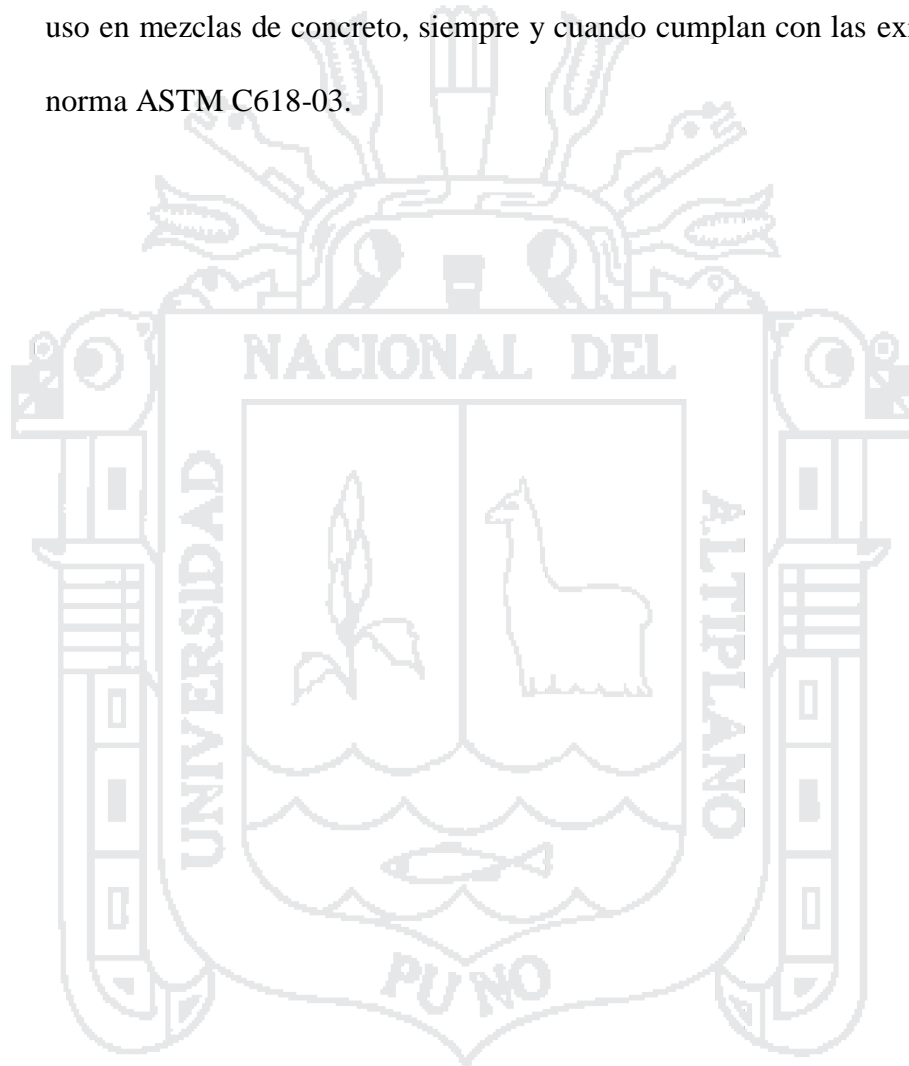 uso en mezclas de concreto, siempre y cuando cumplan con las
norma ASTM C618-03.
NACIONAL DEL
UNIVERSIDAD
ALTIPLANO
PUNO